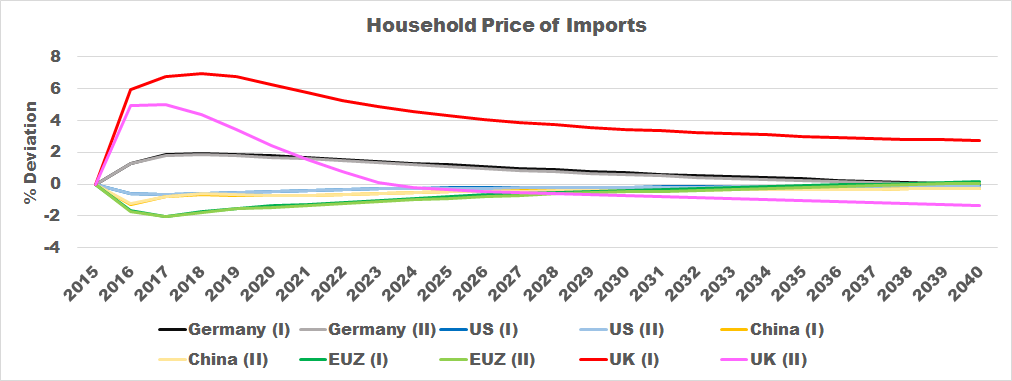 Household Price of Imports
% Deviation
8
6
4
2
0
-2
-4
2015 2016 2017 2018 2019 2020 2021 2022 2023 2024 2025 2026 2027 2028 2029 2030 2031 2032 2033 2034 2035 2036 2037 2038 2039 2040
Germany (I) Germany (II) US (I) US (II) China (I)
China (II) EUZ (I) EUZ (II) UK (I) UK (II)